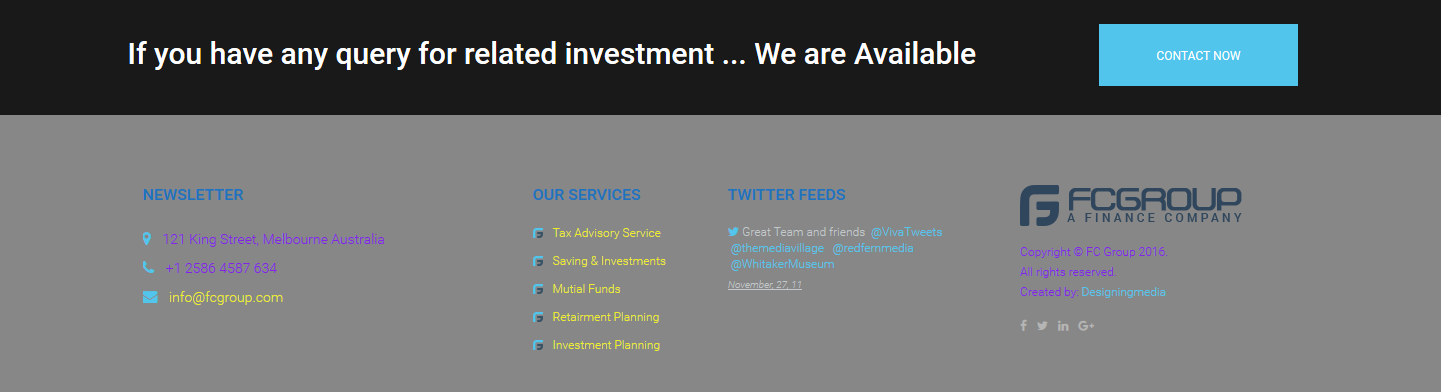 If you have any query for related investment ... We are Available
CONTACT NOW
NEWSLETTER
121 King Street, Melbourne Australia
+1 2586 4587 634
info@fcgroup.com
OUR SERVICES
Tax Advisory Service
Saving & Investments
Mutial Funds
Retairment Planning
Investment Planning
TWITTER FEEDS
Great Team and friends @VivaTweets
@themediavillage @redfernmedia
@WhitakerMuseum
November, 27, 11
FCGROUP
A FINANCE COMPANY
Copyright © FC Group 2016.
All rights reserved.
Created by: Designingmedia